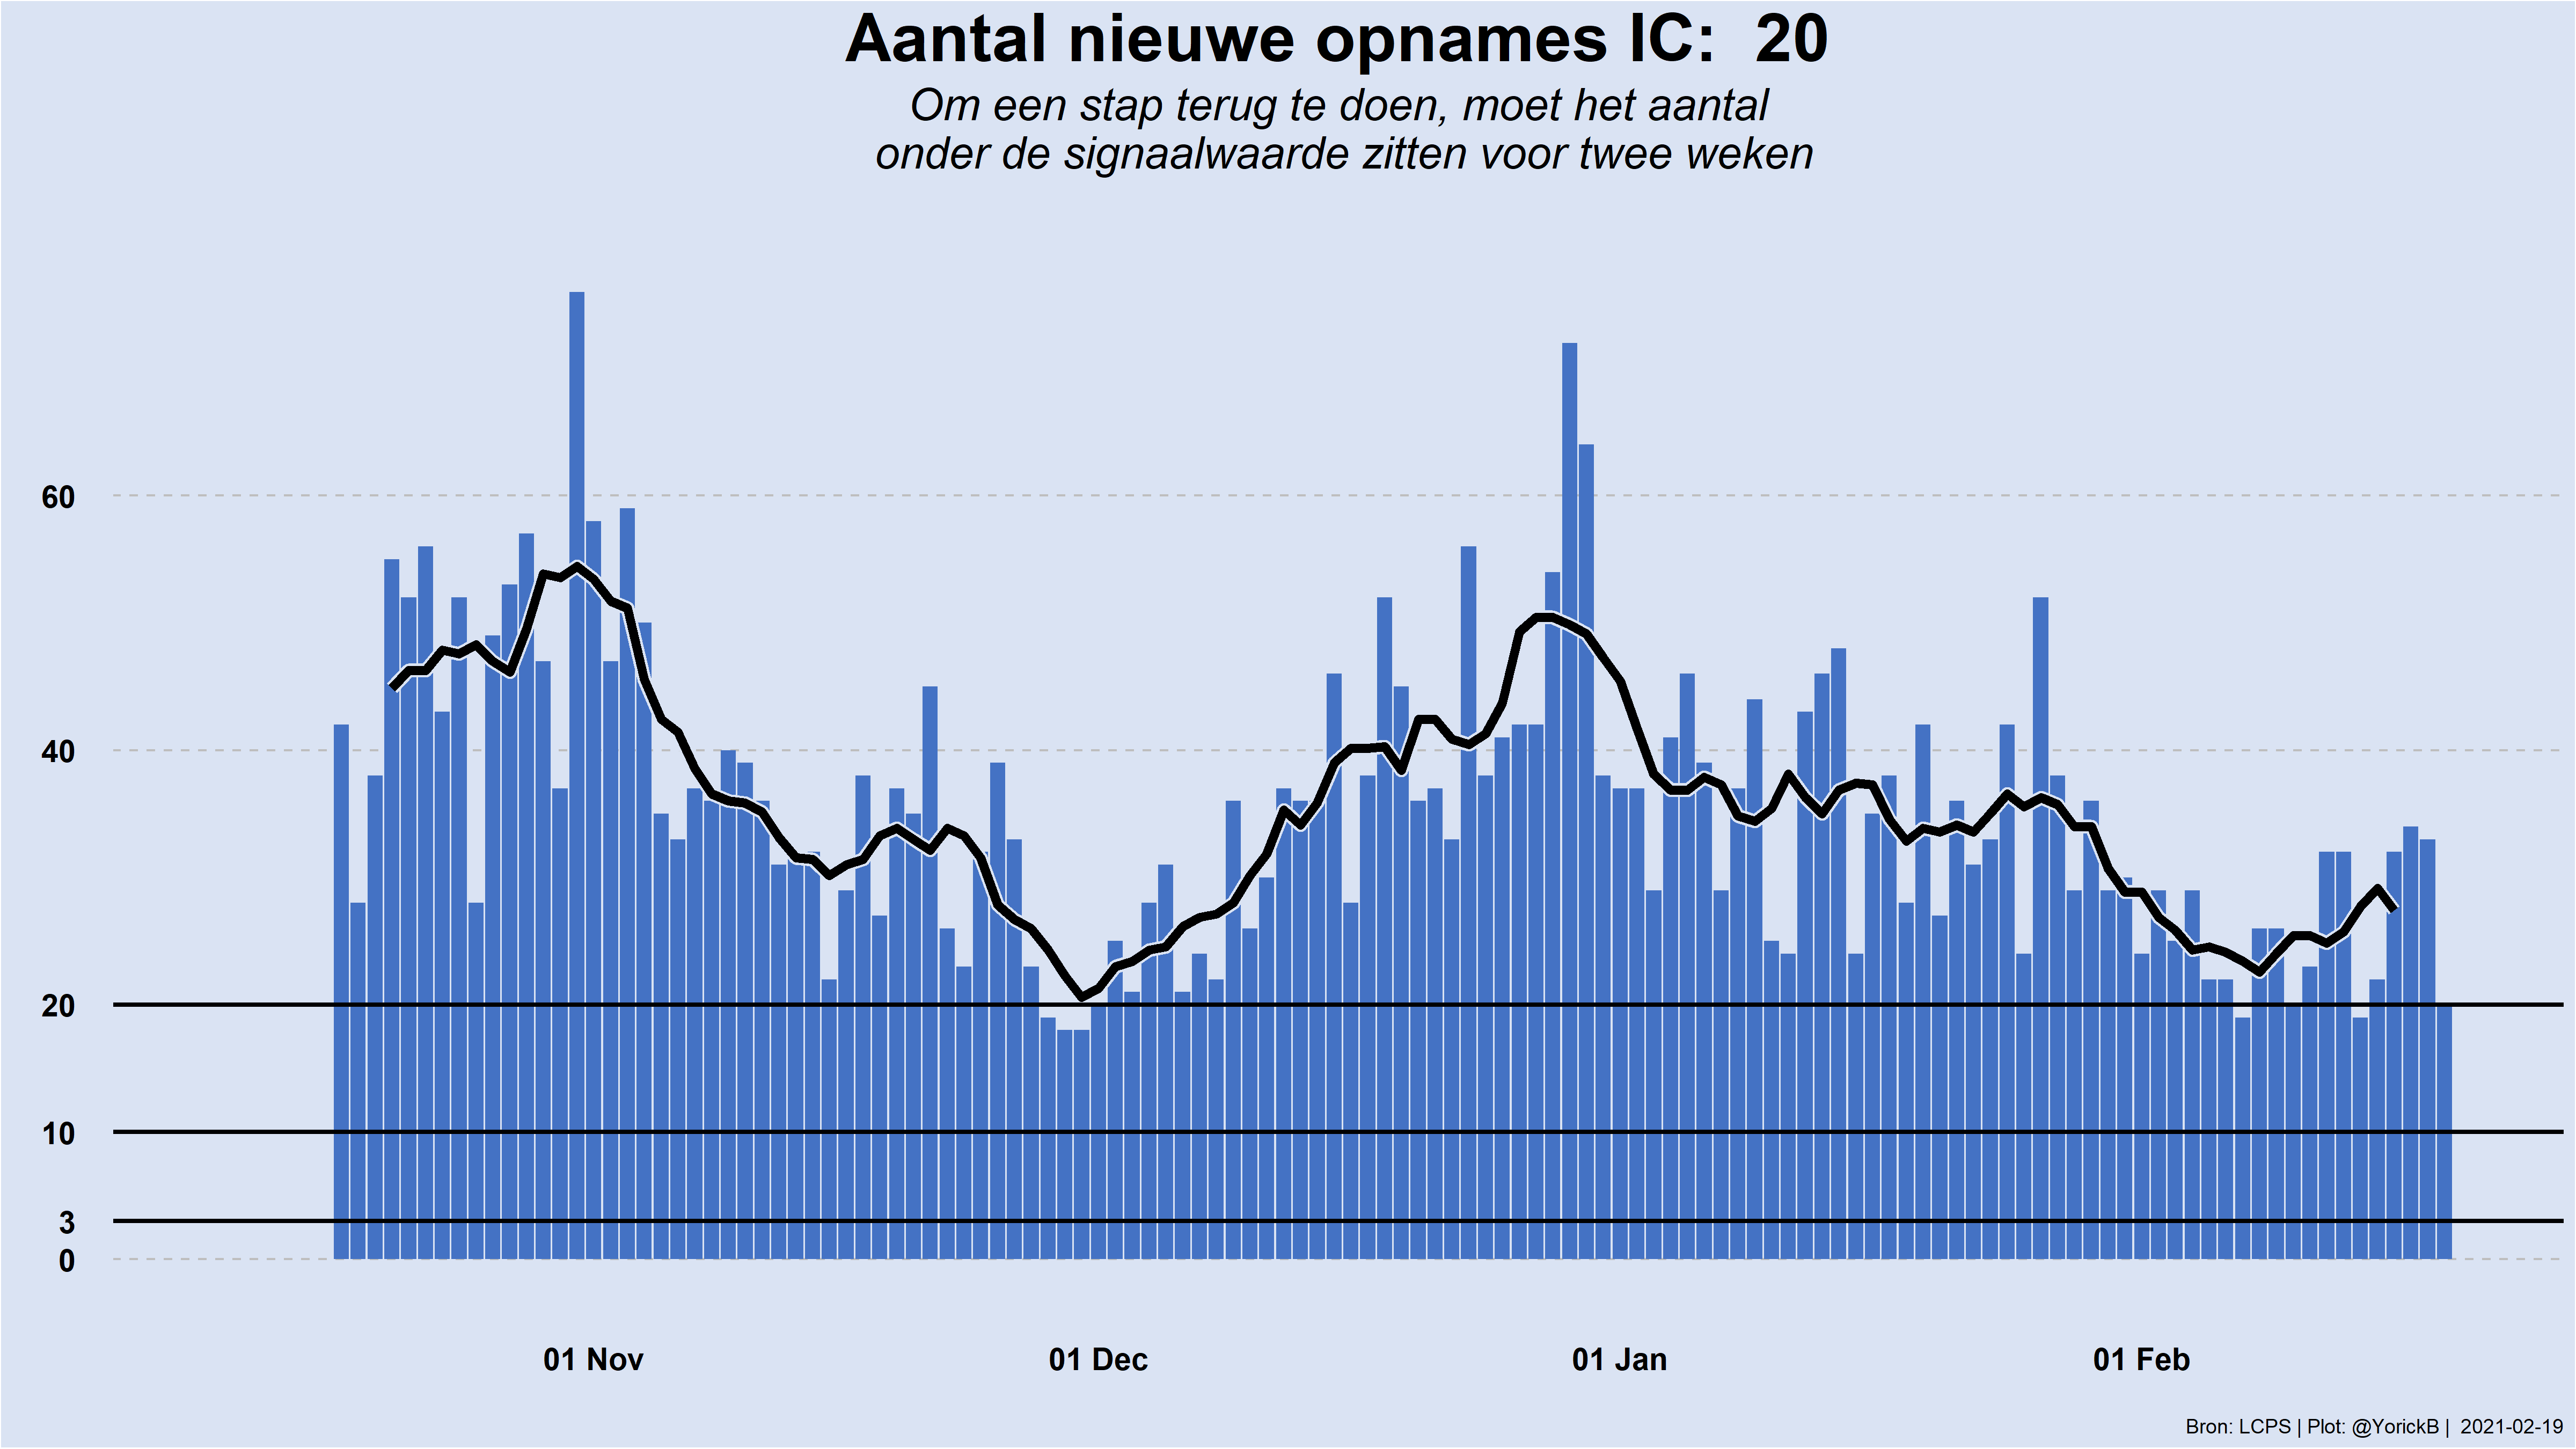 Aantal nieuwe opnames IC:  20
Om een stap terug te doen, moet het aantal
onder de signaalwaarde zitten voor twee weken
60
40
20
10
3
0
01 Nov
01 Dec
01 Jan
01 Feb
Bron: LCPS | Plot: @YorickB |  2021-02-19